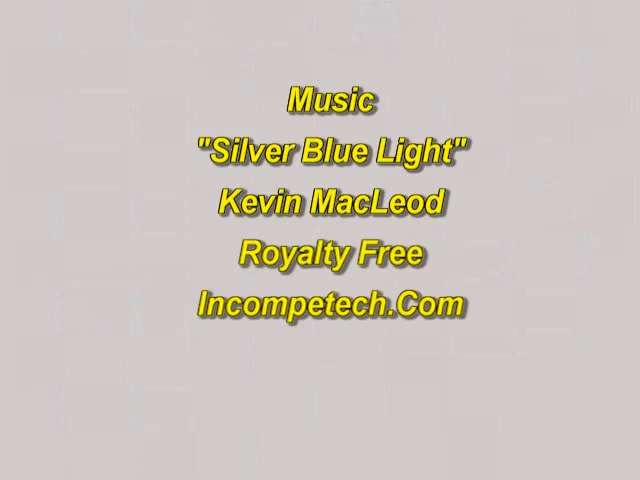 Music
"Silver Blue Light"
Kevin MacLeod
Royalty Free
Incompetech.Com